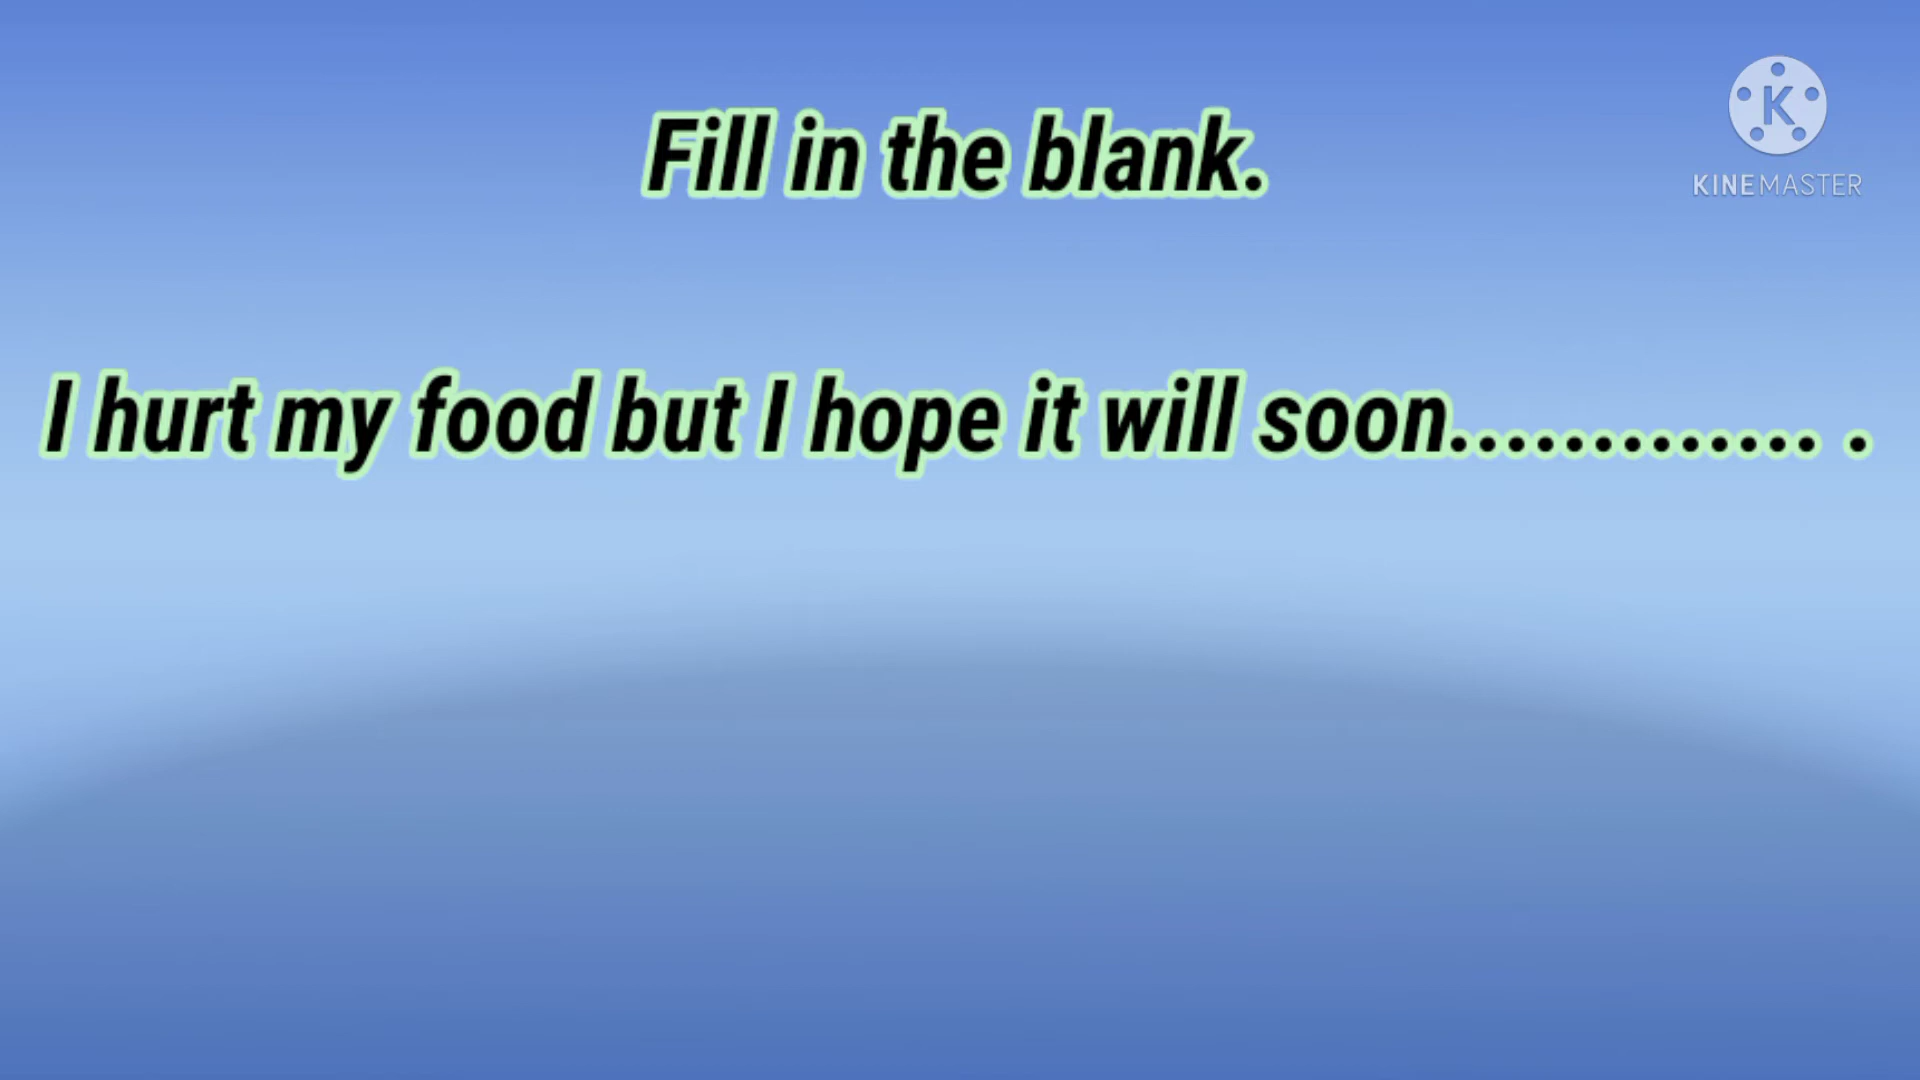 Fill in the blank.
K
KINEMASTER
I hurt my food but I hope it will soon............. .